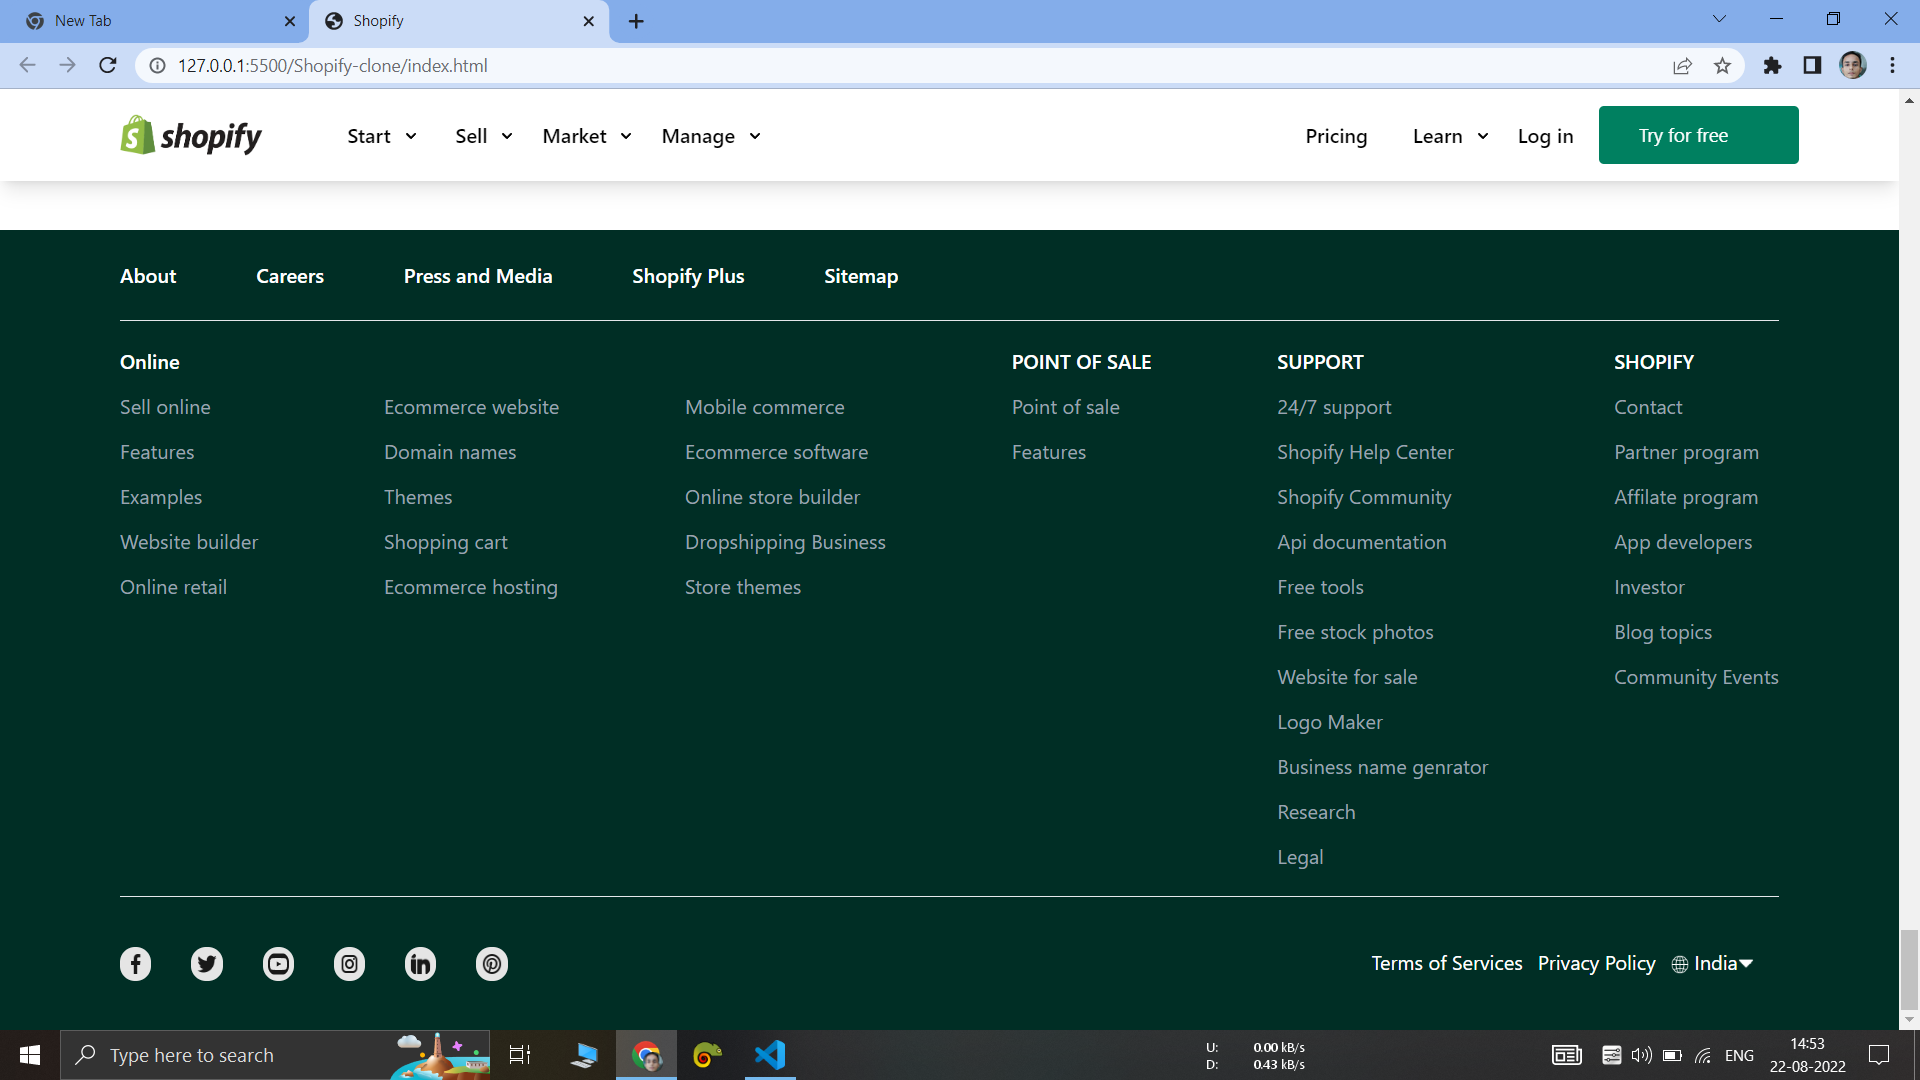 New Tab
Shopify
127.0.0.1:5500/Shopify-clone/index.html
shopify
Start Sell Market Manage Pricing Learn Log in Try for free
About Careers Press and Media Shopify Plus Sitemap
Online POINT OF SALE SUPPORT SHOPIFY
Sell online Ecommerce website Mobile commerce Point of sale 24/7 support Contact
Features Domain names Ecommerce software Features Shopify Help Center Partner program
Examples Themes Online store builder Shopify Community Affilate program
Website builder Shopping cart Dropshipping Business Api documentation App developers
Online retail Ecommerce hosting Store themes Free tools Investor
Free stock photos Blog topics
Website for sale Community Events
Logo Maker
Business name genrator
Research
Legal
Terms of Services Privacy Policy India
Type here to search
U: 0.00 kB/s
D: 0.43 kB/s
ENG
14:53
22-08-2022